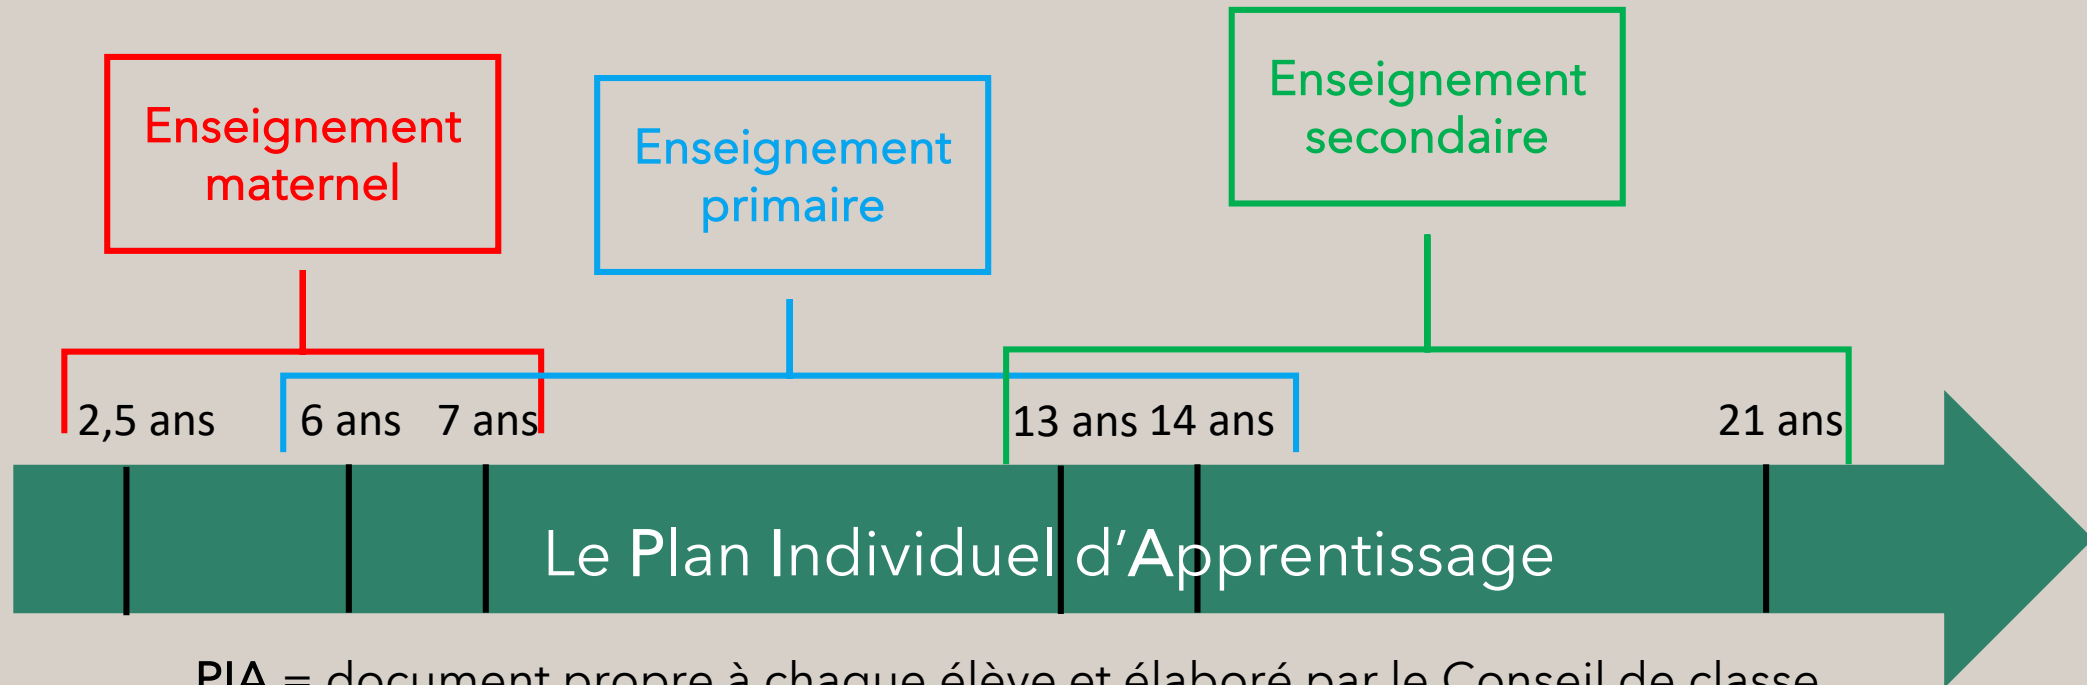 Enseignement
maternel
Enseignement
primaire
Enseignement
secondaire
2,5 ans
6 ans
7 ans
13 ans
14 ans
21 ans
Le Plan Individuel d'Apprentissage
PIA = document propre à chaque élève et élaboré par le Conseil de classe